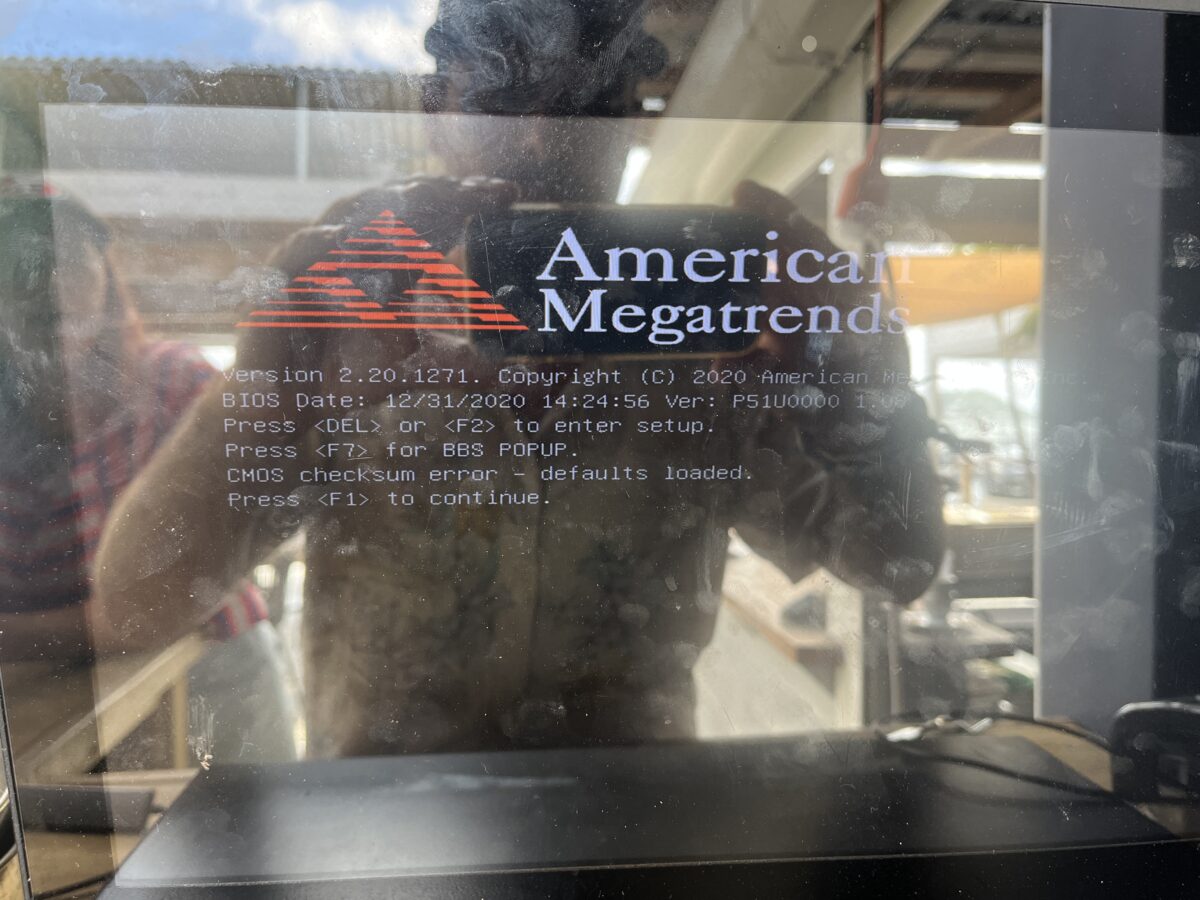 American
Megatrends
Version 2.20.1271. Copyright (C) 2020 American
BIOS Date: 12/31/2020 14:24:56 Ver: P51U0000
Press <DEL> or <F2> to enter setup.
Press <F7> for BBS POPUP.
CMOS checksum error - defaults loaded.
Press <F1> to continue.